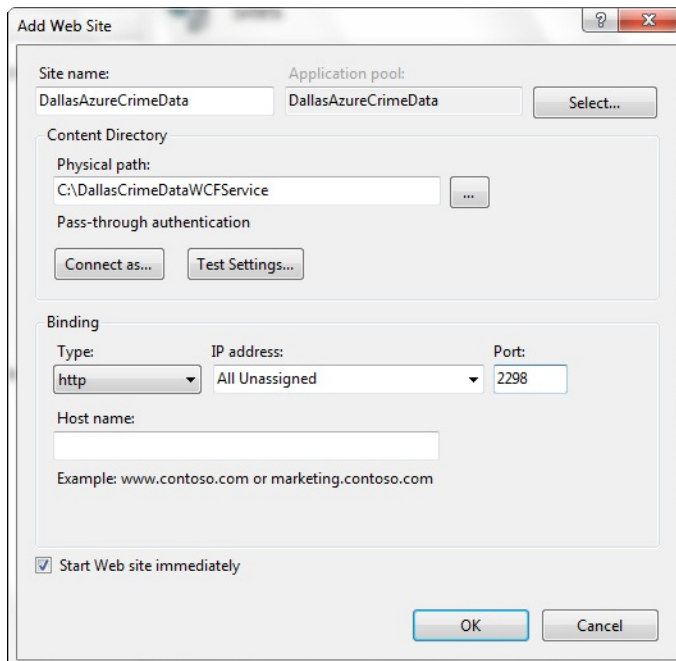 Add Web Site
Site name:
Application pool:
DallasAzureCrimeData
DallasAzureCrimeData
Select...
Content Directory
Physical path:
C:\DallasCrimeDataWCFService
...
Pass-through authentication
Connect as...
Test Settings...
Binding
Type:
IP address:
Port:
http
All Unassigned
2298
Host name:
Example: www.contoso.com or marketing.contoso.com
Start Web site immediately
OK
Cancel